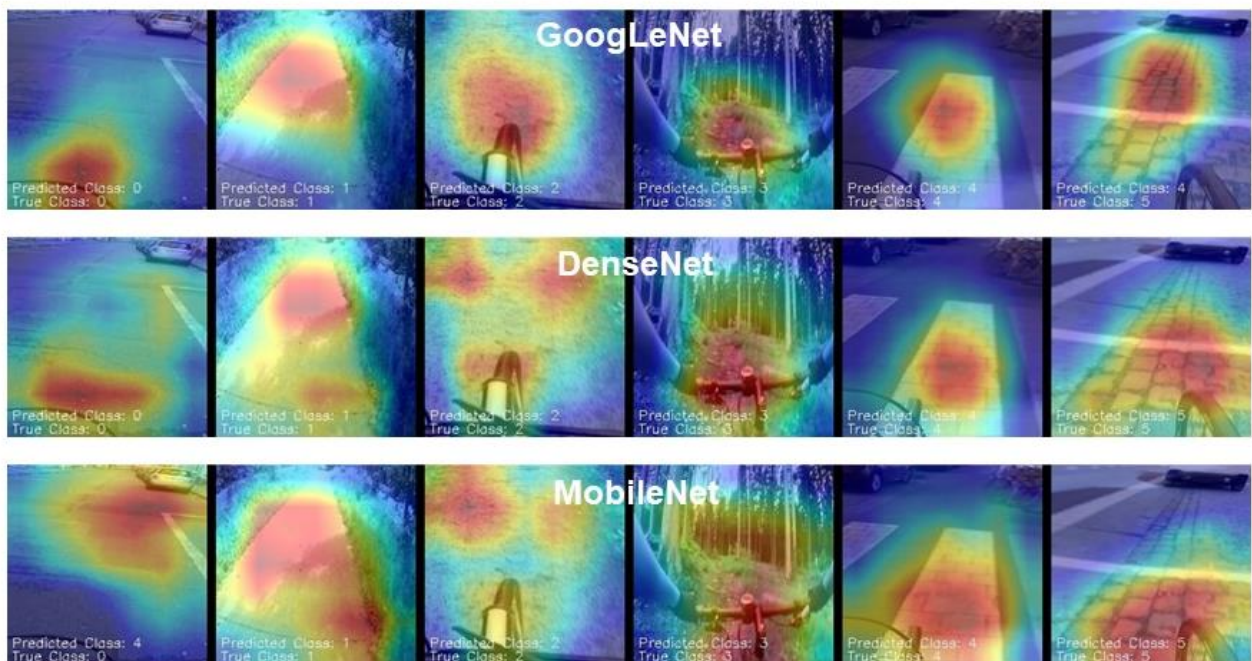 GoogLeNet
Predicted Class: 0
True Class: 0
Predicted Class: 1
True Class: 1
Predicted Class: 2
True Class: 2
Predicted Class: 3
True Class: 3
Predicted Class: 4
True Class: 4
Predicted Class: 4
True Class: 5
DenseNet
Predicted Class: 0
True Class: 0
Predicted Class: 1
True Class: 1
Predicted Class: 2
True Class: 2
Predicted Class: 3
True Class: 3
Predicted Class: 4
True Class: 4
Predicted Class: 5
True Class: 5
MobileNet
Predicted Class: 4
True Class: 0
Predicted Class: 1
True Class: 1
Predicted Class: 2
True Class: 2
Predicted Class: 3
True Class: 3
Predicted Class: 4
True Class: 4
Predicted Class: 5
True Class: 5